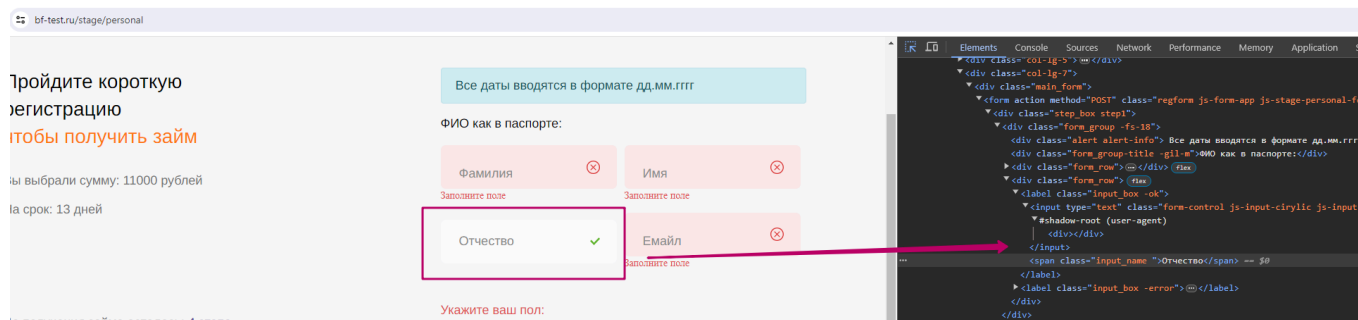 bf-test.ru/stage/personal
Пройдите короткую
регистрацию
чтобы получить займ
Вы выбрали сумму: 11000 рублей
На срок: 13 дней
Все даты вводятся в формате дд.мм.гггг
ФИО как в паспорте:
Фамилия
Имя
Заполните поле
Заполните поле
Отчество
Емайл
Заполните поле
Укажите ваш пол:
Elements Console Sources Network Performance Memory Application
<div class="col-lg-5"> </div>
<div class="col-lg-7">
<div class="main_form">
<form action method="POST" class="regform js-form-app js-stage-personal-f
<div class="step_box step1">
<div class="form_group -fs-18">
<div class="alert alert-info"> Все даты вводятся в формате дд.мм.ггг
<div class="form_group-title -gil-m">ФИО как в паспорте:</div>
<div class="form_row"> </div> flex
<div class="form_row"> flex
<label class="input_box -ok">
<input type="text" class="form-control js-input-cirylic js-input
#shadow-root (user-agent)
<div></div>
</input>
<span class="input_name ">Отчество</span> == $0
</label>
<label class="input_box -error"> </label>
</div>
</div>